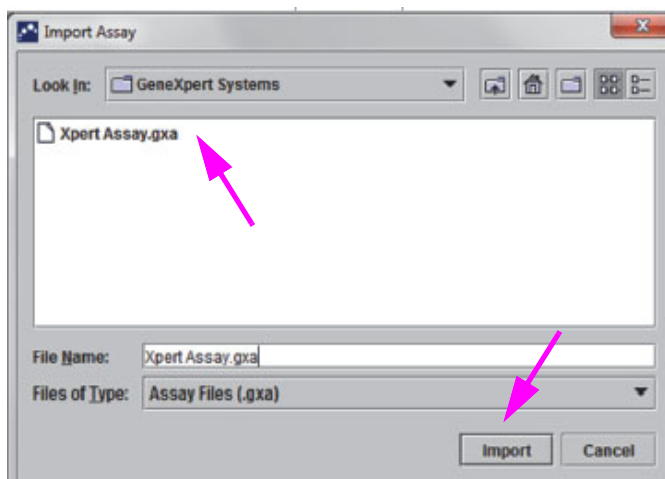 Import Assay
Look In: GeneXpert Systems
Xpert Assay.gxa
File Name: Xpert Assay.gxa
Files of Type: Assay Files (.gxa)
Import Cancel